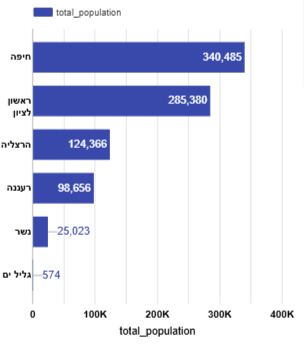 total_population
חיפה
340,485
ראשון
לציון
285,380
הרצליה
124,366
רעננה
98,656
נשר
25,023
גליל ים
574
0 100K 200K 300K 400K
total_population